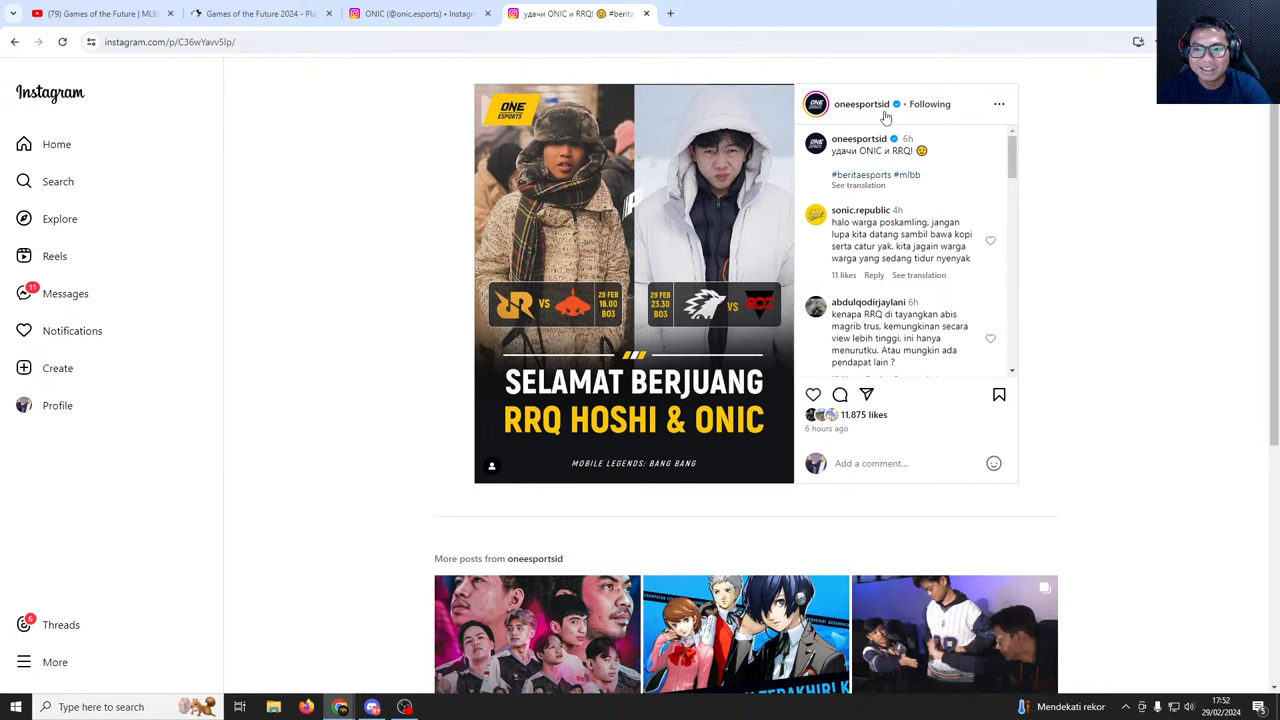 (79) Games of the Future | MLBB
Games of the Future 2024 - Pla
ONIC (@onic.esports) • Instagra
удачи ONIC и RRQ! 😉 #berita
instagram.com/p/C36wYavv5lp/
Instagram
Home
Search
Explore
Reels
11
Messages
Notifications
Create
Profile
6
Threads
More
ONE
ESPORTS
VS
29 FEB
18.00
BO3
29 FEB
23.30
BO3
VS
SELAMAT BERJUANG
RRQ HOSHI & ONIC
MOBILE LEGENDS: BANG BANG
oneesportsid • Following
oneesportsid 6h
удачи ONIC и RRQ! 😉
#beritaesports #mlbb
See translation
sonic.republic 4h
halo warga poskamling, jangan
lupa kita datang sambil bawa kopi
serta catur yak. kita jagain warga
warga yang sedang tidur nyenyak
11 likes Reply See translation
abdulqodirjaylani 6h
kenapa RRQ di tayangkan abis
magrib trus, kemungkinan secara
view lebih tinggi, ini hanya
menurutku. Atau mungkin ada
pendapat lain ?
11,875 likes
6 hours ago
Add a comment...
More posts from oneesportsid
Type here to search
Mendekati rekor
17:52
29/02/2024